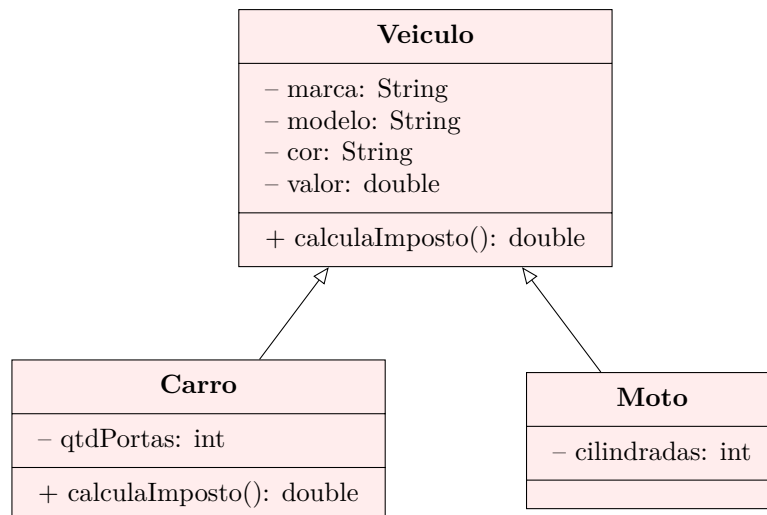 Veiculo
– marca: String
– modelo: String
– cor: String
– valor: double
+ calculaImposto(): double
Carro
– qtdPortas: int
+ calculaImposto(): double
Moto
– cilindradas: int